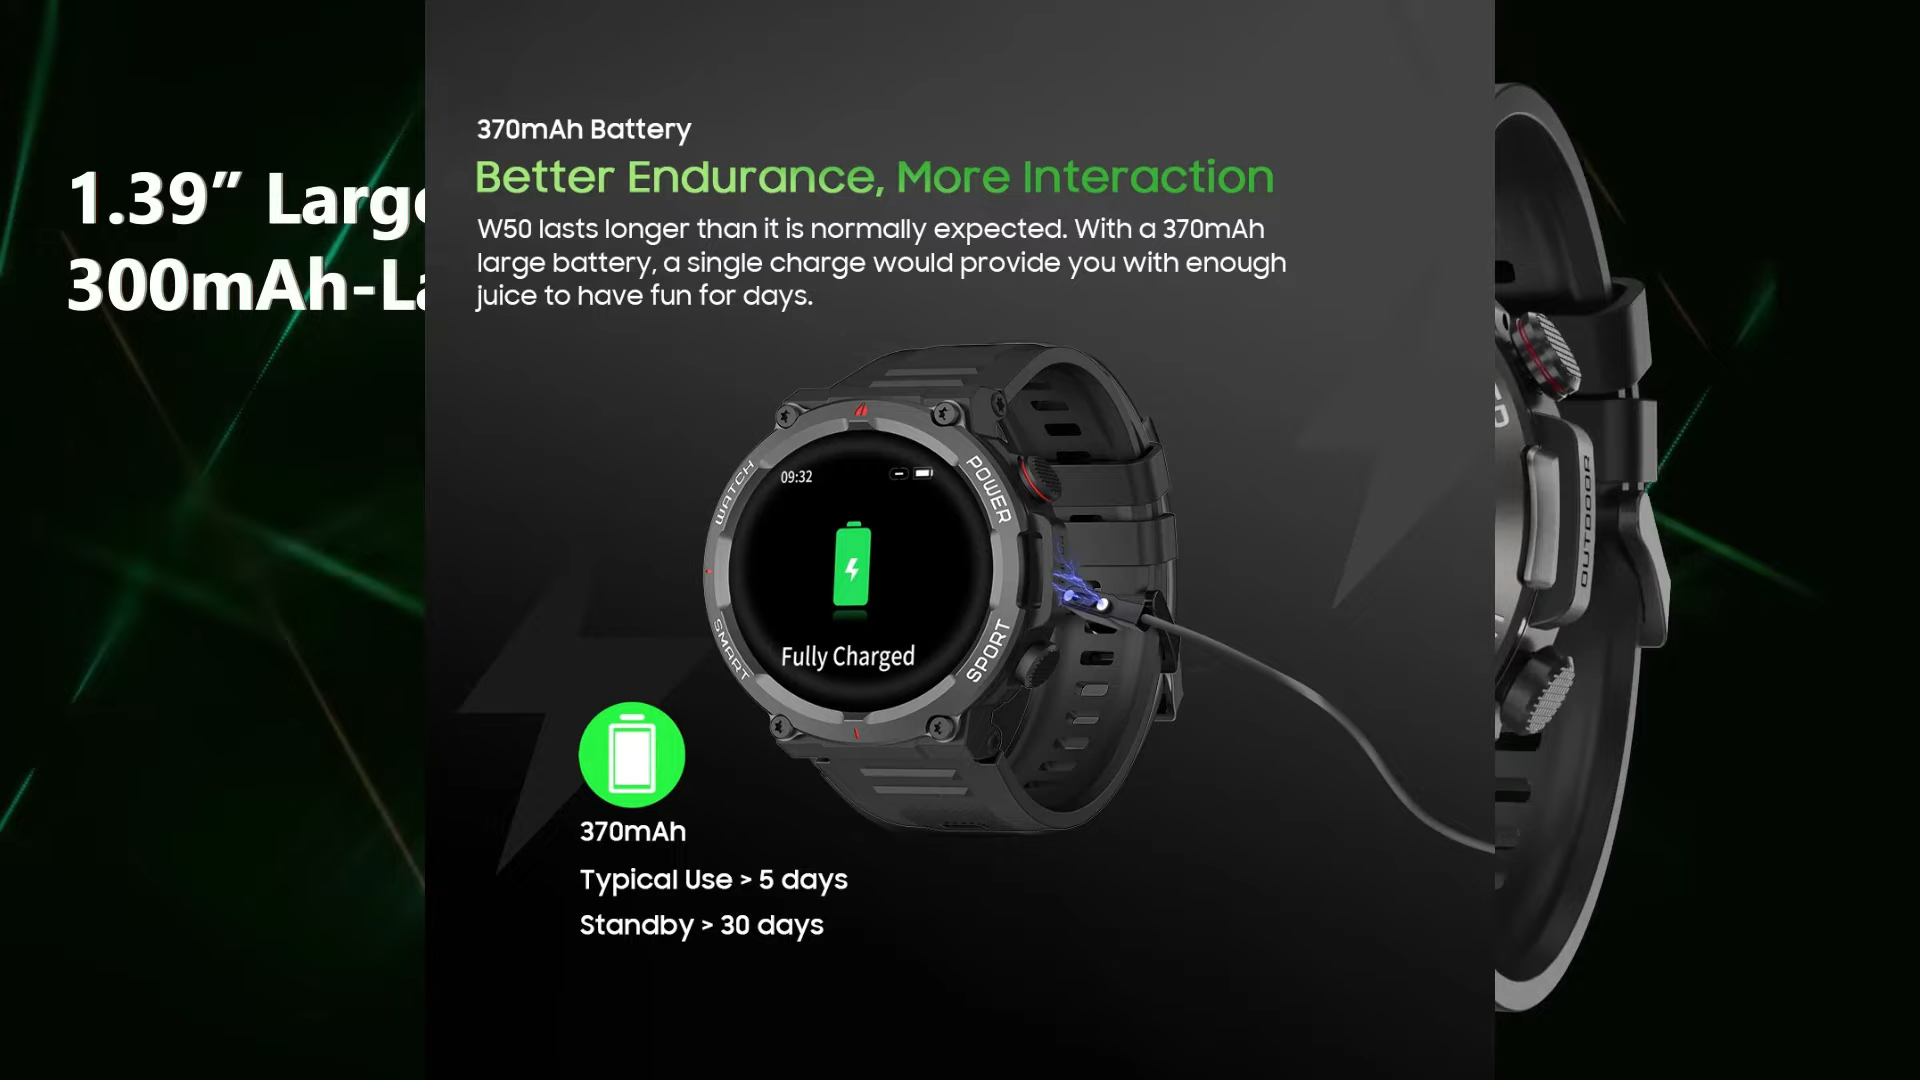 1.39” Large
300mAh-La
370mAh Battery
Better Endurance, More Interaction
W50 lasts longer than it is normally expected. With a 370mAh
large battery, a single charge would provide you with enough
juice to have fun for days.
09:32
WATCH
POWER
SMART
SPORT
Fully Charged
OUTDOOR
370mAh
Typical Use > 5 days
Standby > 30 days